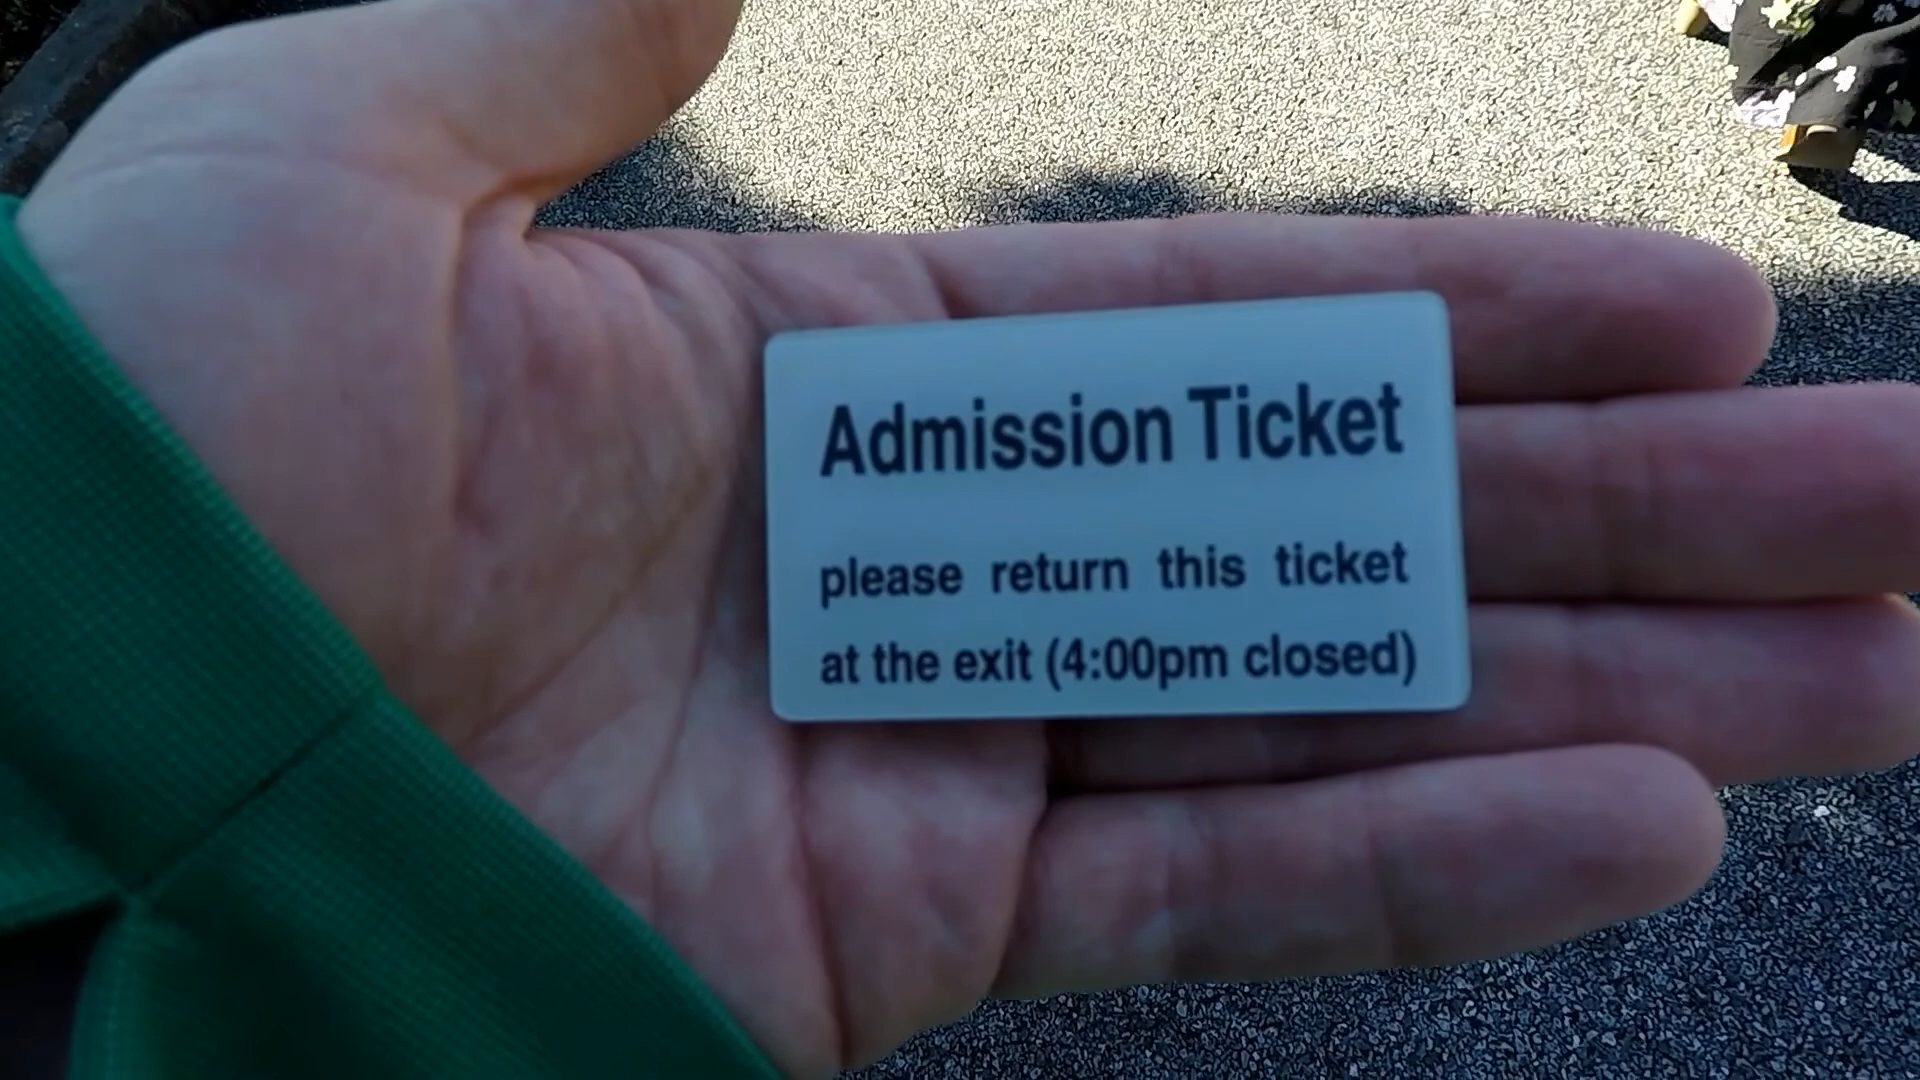 Admission Ticket
please return this ticket
at the exit (4:00pm closed)